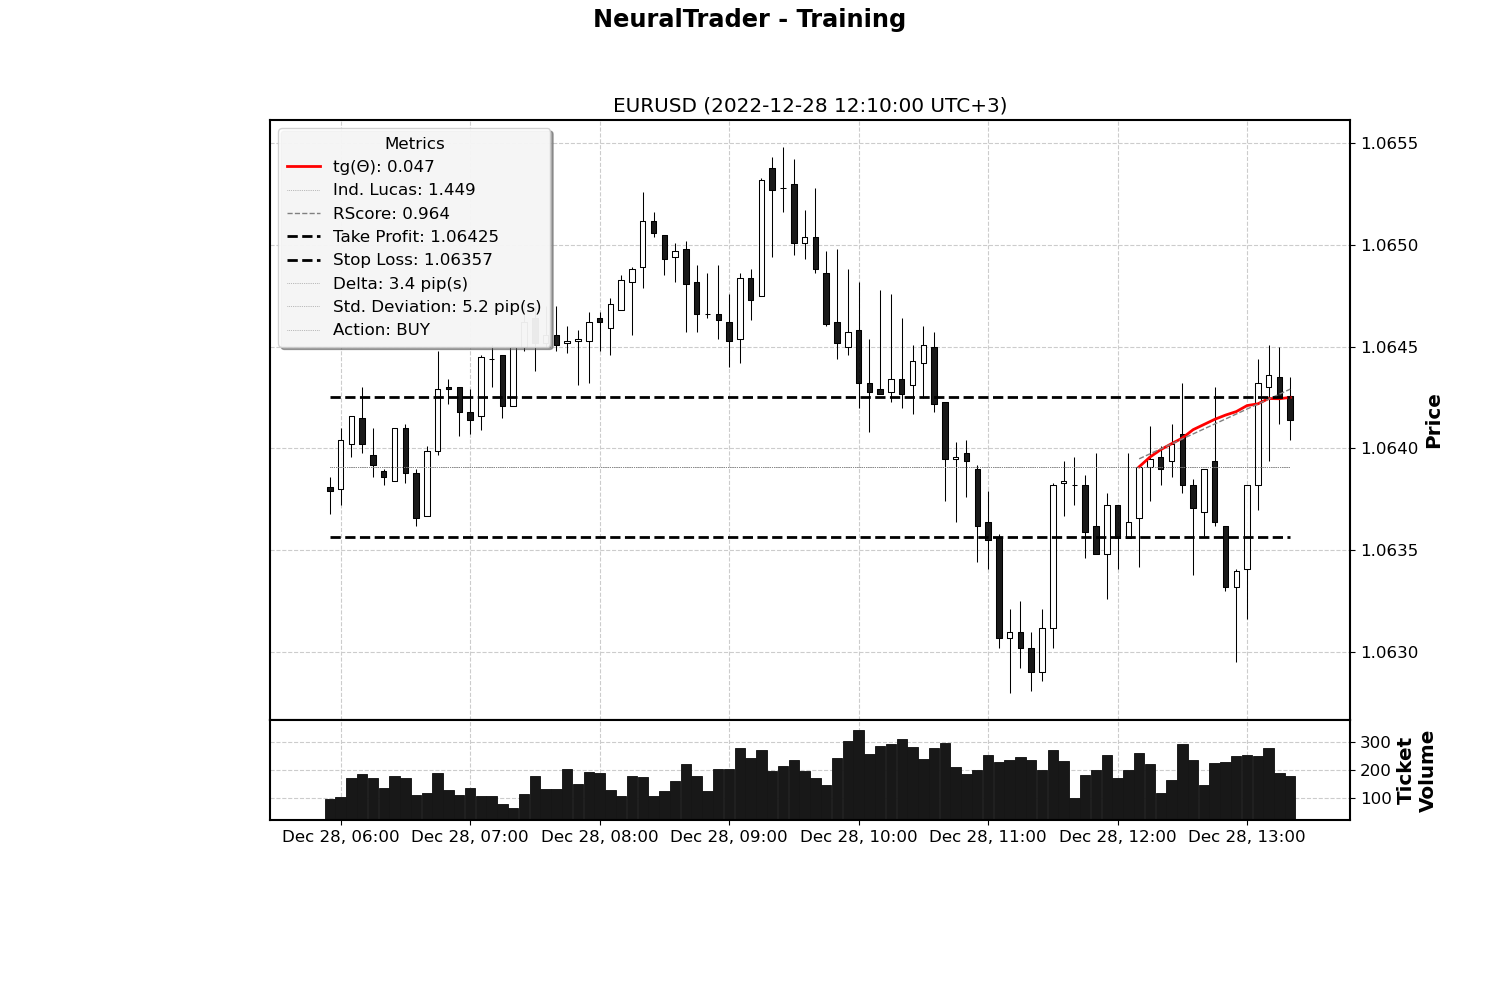 NeuralTrader - Training
EURUSD (2022-12-28 12:10:00 UTC+3)
Metrics
tg(Θ): 0.047
Ind. Lucas: 1.449
RScore: 0.964
Take Profit: 1.06425
Stop Loss: 1.06357
Delta: 3.4 pip(s)
Std. Deviation: 5.2 pip(s)
Action: BUY
1.0655
1.0650
1.0645
1.0640
1.0635
1.0630
Price
300
200
100
Ticket
Volume
Dec 28, 06:00 Dec 28, 07:00 Dec 28, 08:00 Dec 28, 09:00 Dec 28, 10:00 Dec 28, 11:00 Dec 28, 12:00 Dec 28, 13:00